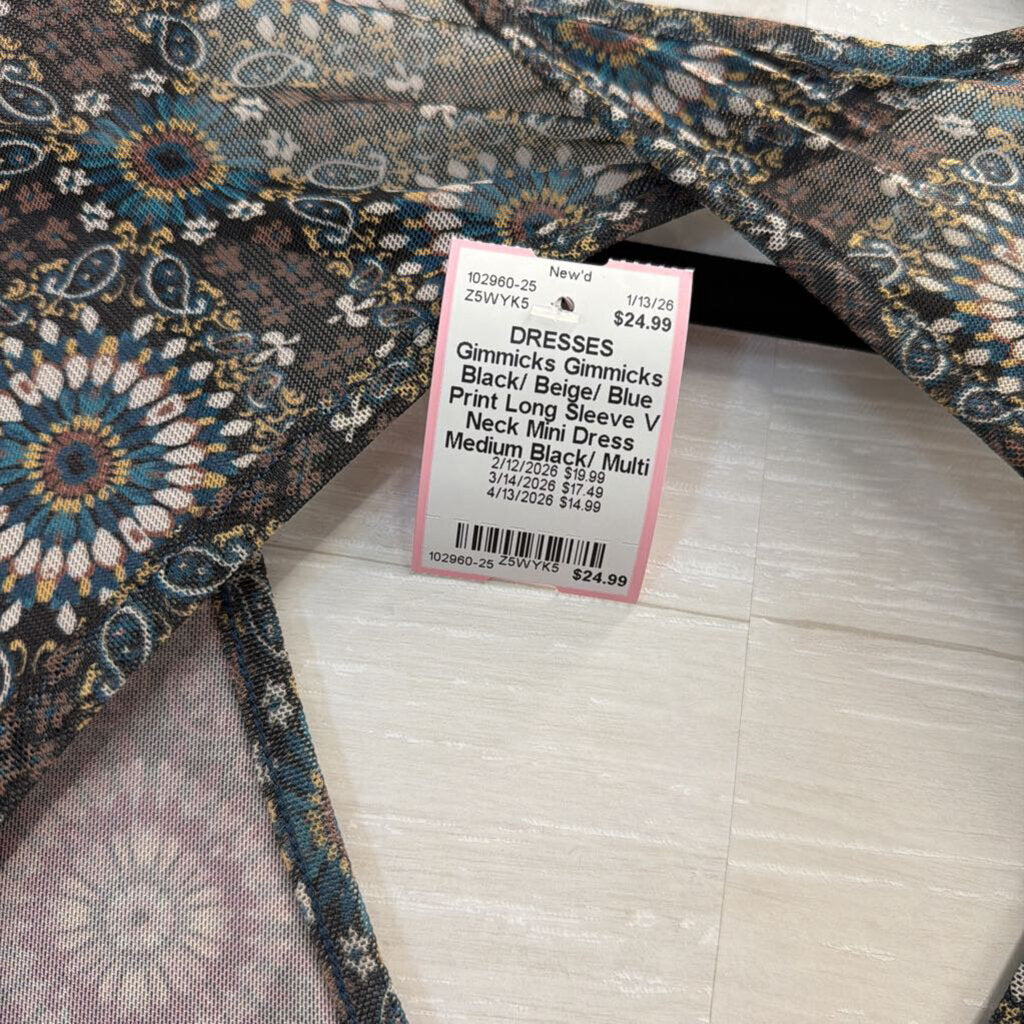 New'd
102960-25 1/13/26
Z5WYK5 $24.99
DRESSES
Gimmicks Gimmicks
Black/ Beige/ Blue
Print Long Sleeve V
Neck Mini Dress
Medium Black/ Multi
2/12/2026 $19.99
3/14/2026 $17.49
4/13/2026 $14.99
102960-25 Z5WYK5 $24.99